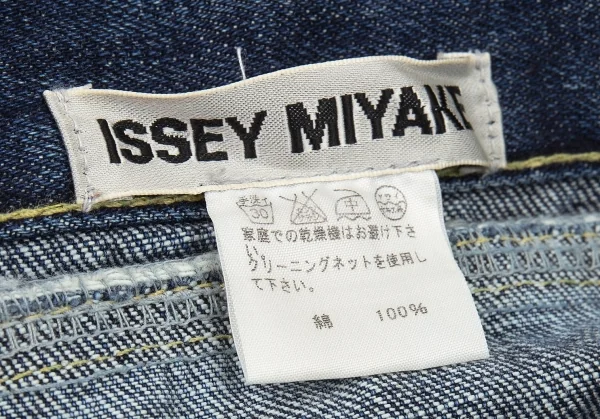 ISSEY MIYAKE
30
家庭での乾燥機はお避け下さ
い。
クリーニングネットを使用し
て下さい。
綿 100%